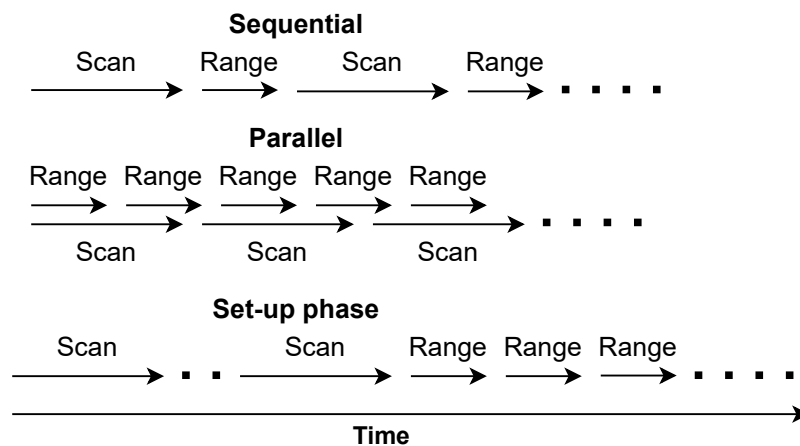 Sequential
Scan Range Scan Range
Parallel
Range Range Range Range Range
Scan Scan Scan
Set-up phase
Scan Scan Range Range Range
Time